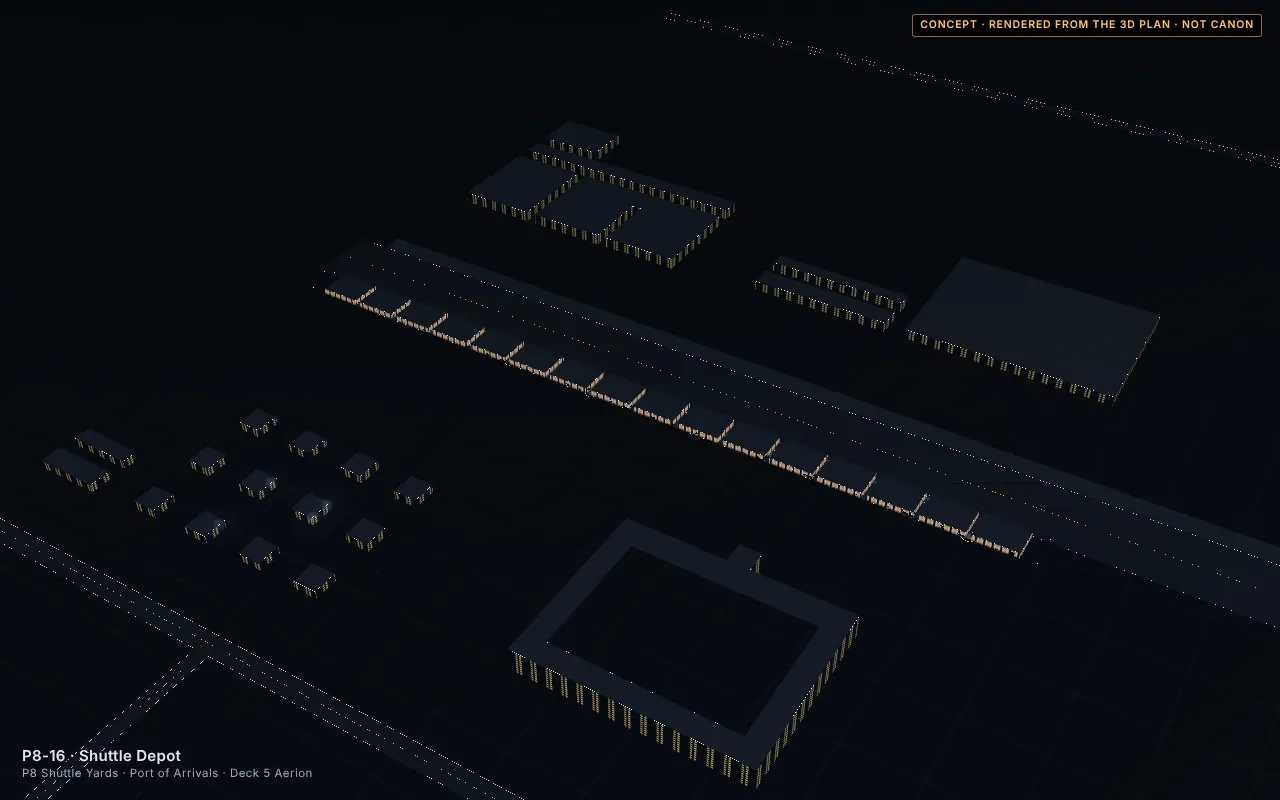 CONCEPT · RENDERED FROM THE 3D PLAN · NOT CANON
P8-16 · Shuttle Depot
P8 Shuttle Yards · Port of Arrivals · Deck 5 Aerion